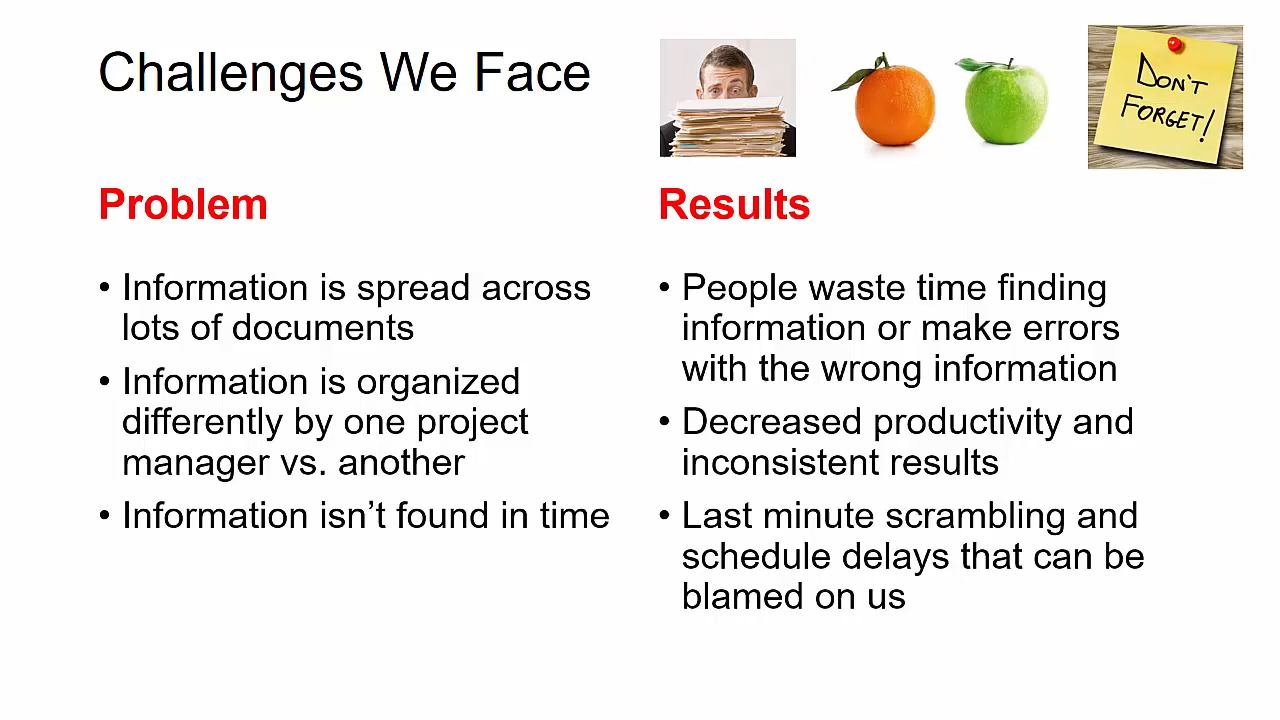 Challenges We Face
DON'T
FORGET!
Problem
• Information is spread across
lots of documents
• Information is organized
differently by one project
manager vs. another
• Information isn’t found in time
Results
• People waste time finding
information or make errors
with the wrong information
• Decreased productivity and
inconsistent results
• Last minute scrambling and
schedule delays that can be
blamed on us